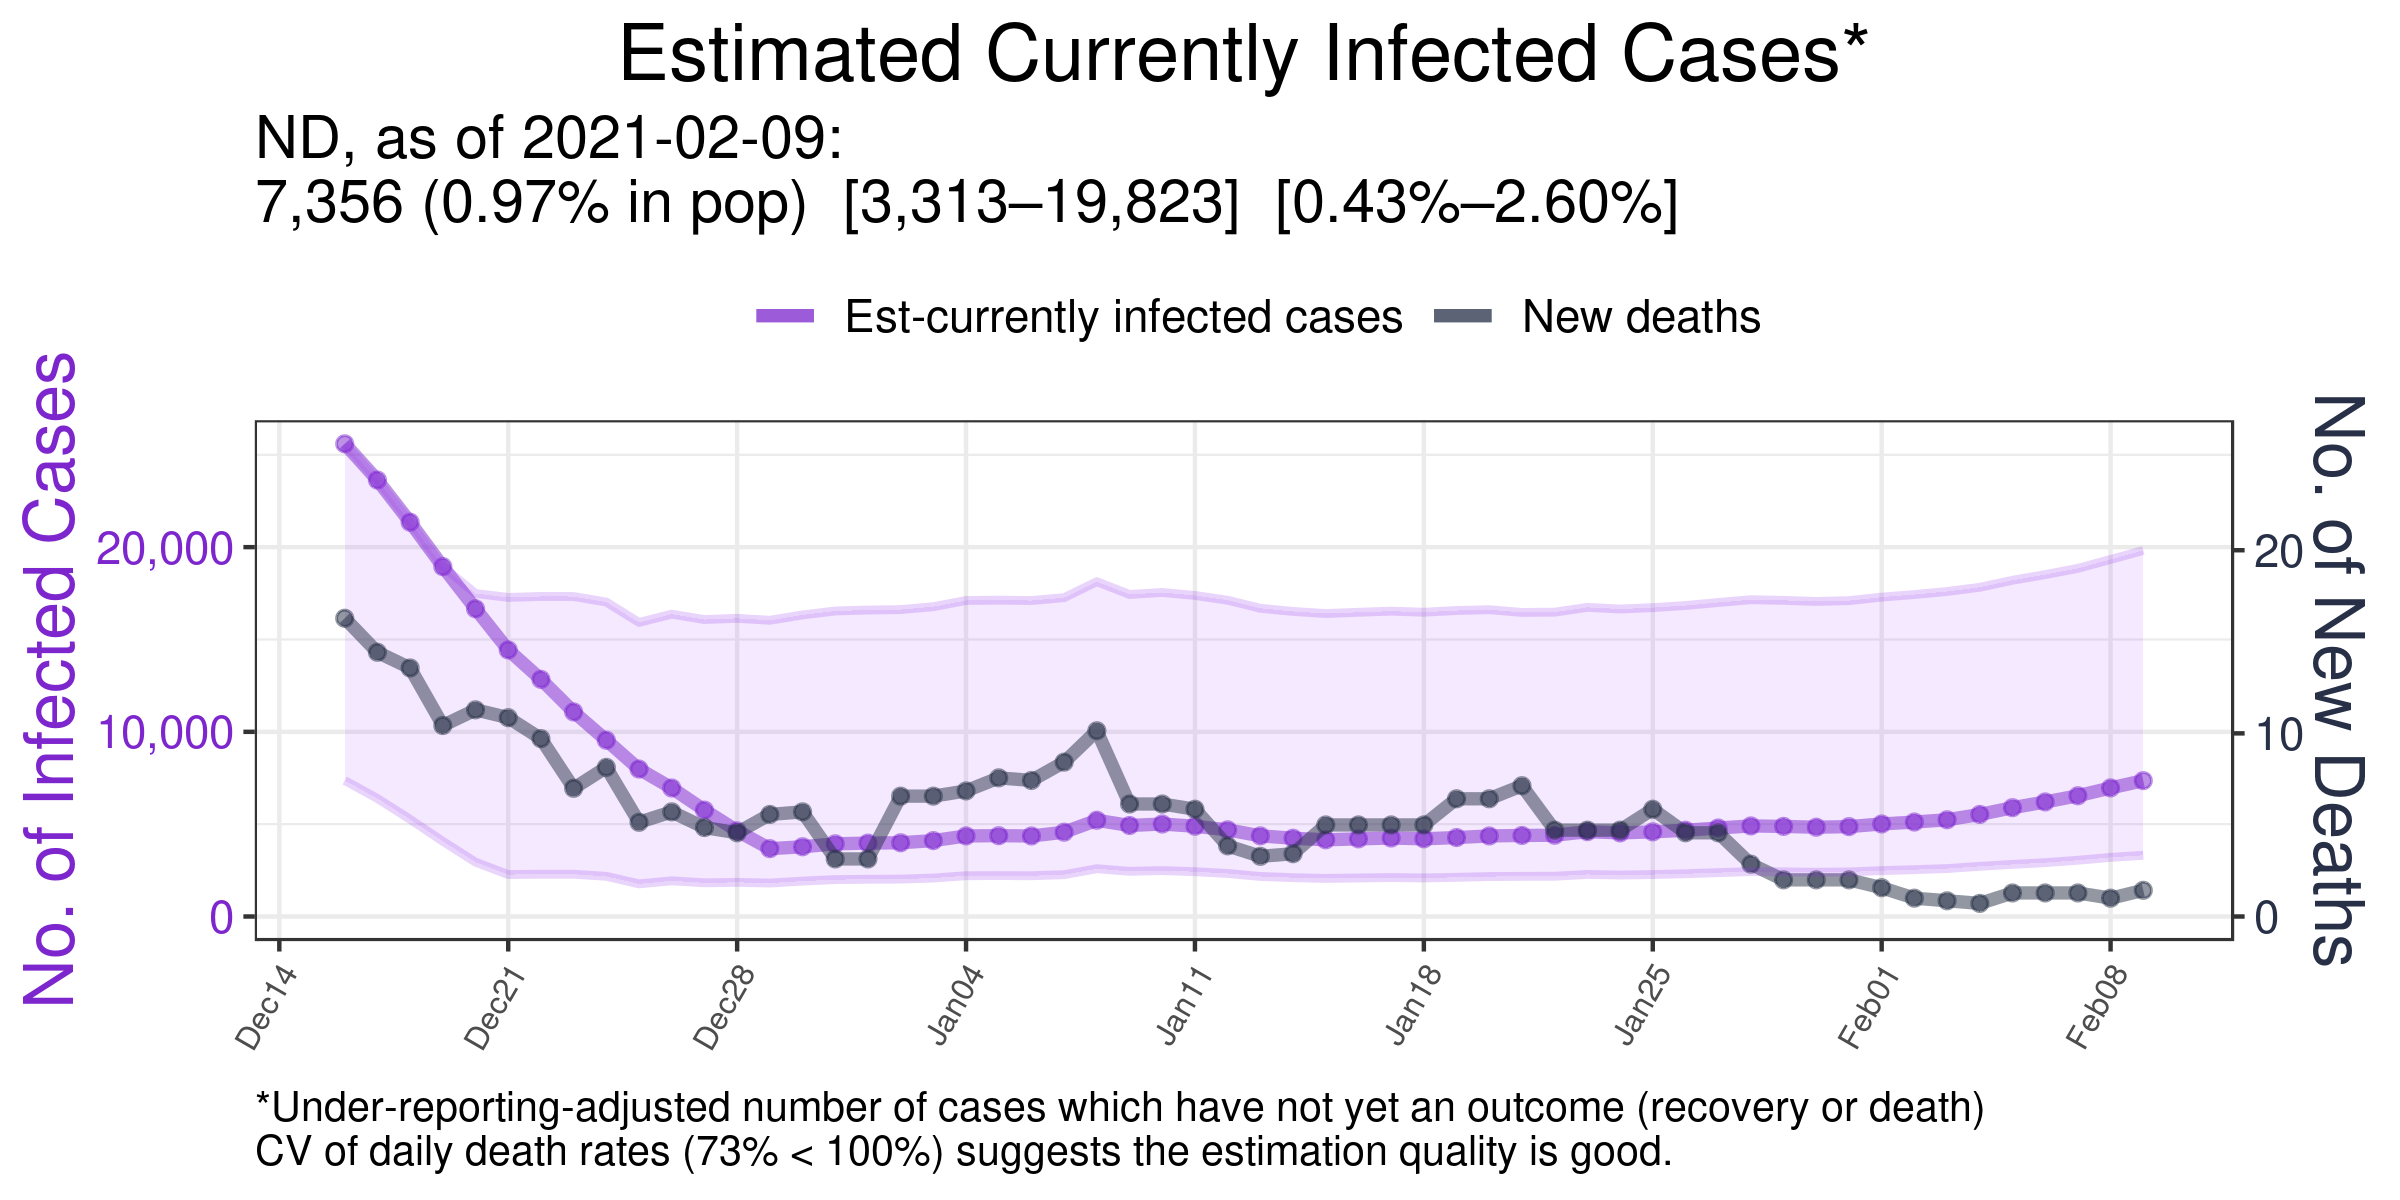 Estimated Currently Infected Cases*
ND, as of 2021-02-09:
7,356 (0.97% in pop)  [3,313–19,823]  [0.43%–2.60%]
Est-currently infected cases
New deaths
No. of Infected Cases
20,000
10,000
0
No. of New Deaths
20
10
0
Dec14
Dec21
Dec28
Jan04
Jan11
Jan18
Jan25
Feb01
Feb08
*Under-reporting-adjusted number of cases which have not yet an outcome (recovery or death)
CV of daily death rates (73% < 100%) suggests the estimation quality is good.